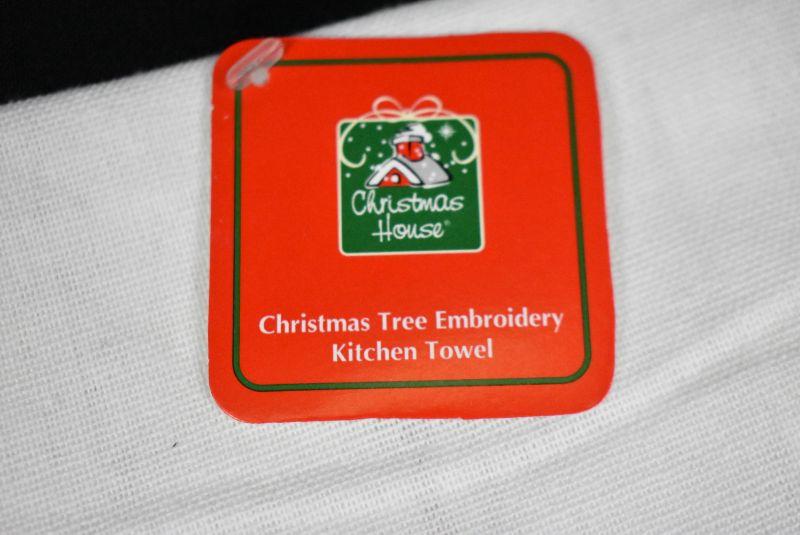 Christmas
House®
Christmas Tree Embroidery
Kitchen Towel